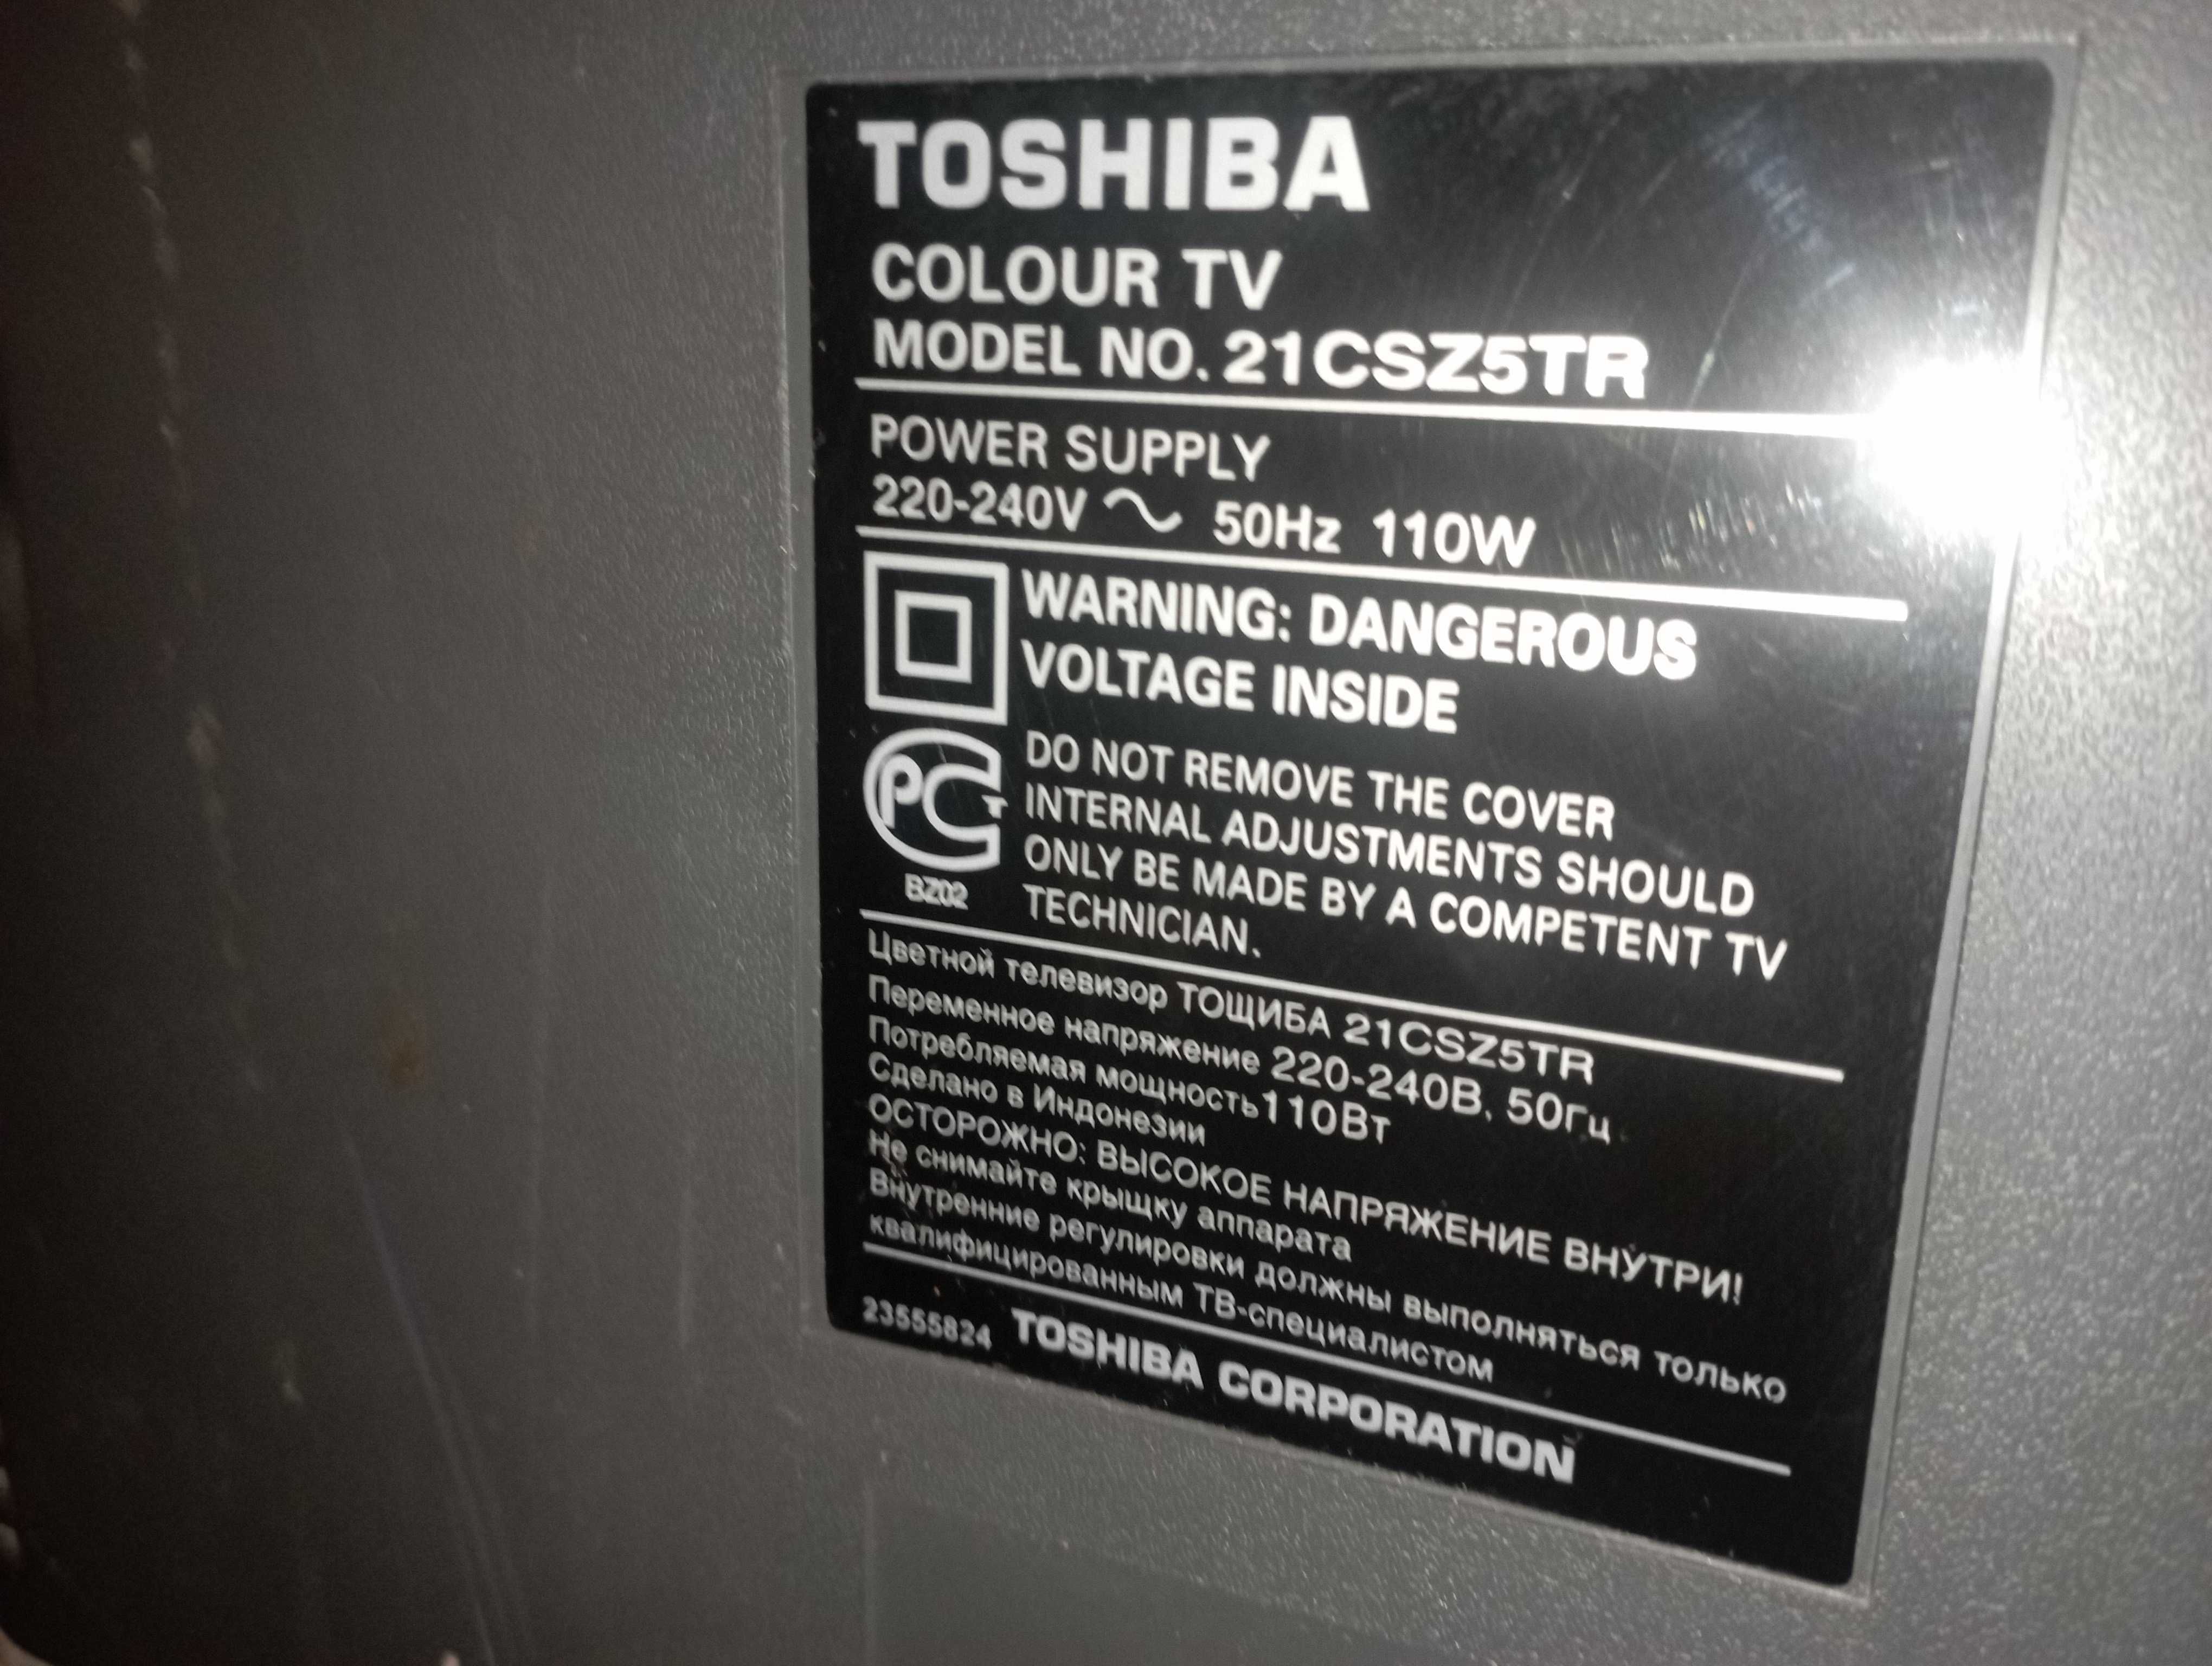 TOSHIBA
COLOUR TV
MODEL NO. 21CSZ5TR
POWER SUPPLY
220-240V ~ 50Hz 110W
WARNING: DANGEROUS
VOLTAGE INSIDE
DO NOT REMOVE THE COVER
INTERNAL ADJUSTMENTS SHOULD
ONLY BE MADE BY A COMPETENT TV
TECHNICIAN.
РС
BZ02
Цветной телевизор ТОЩИБА 21CSZ5TR
Переменное напряжение 220-240В, 50Гц
Потребляемая мощность110Вт
Сделано в Индонезии
ОСТОРОЖНО: ВЫСОКОЕ НАПРЯЖЕНИЕ ВНУТРИ!
Не снимайте крыщку аппарата
Внутренние регулировки должны выполняться только
квалифицированным ТВ-специалистом
23555824 TOSHIBA CORPORATION